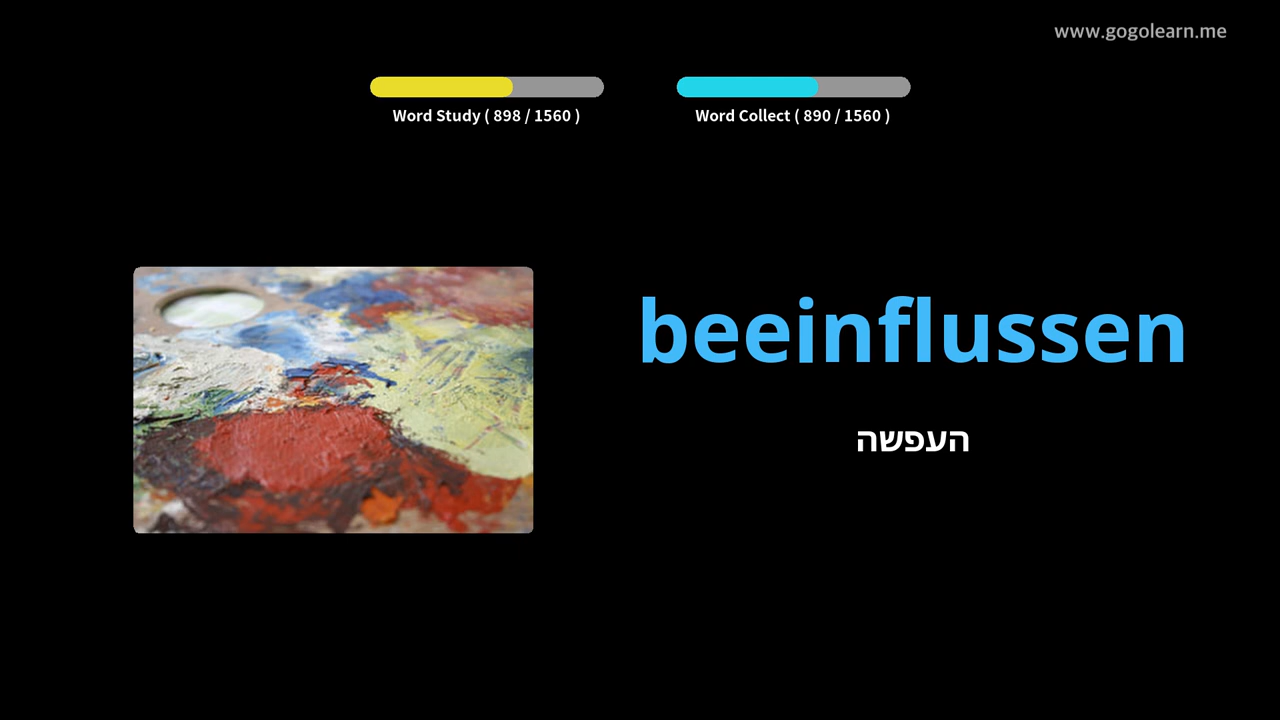 www.gogolearn.me
Word Study ( 898 / 1560 )
Word Collect ( 890 / 1560 )
beeinflussen
העפשה